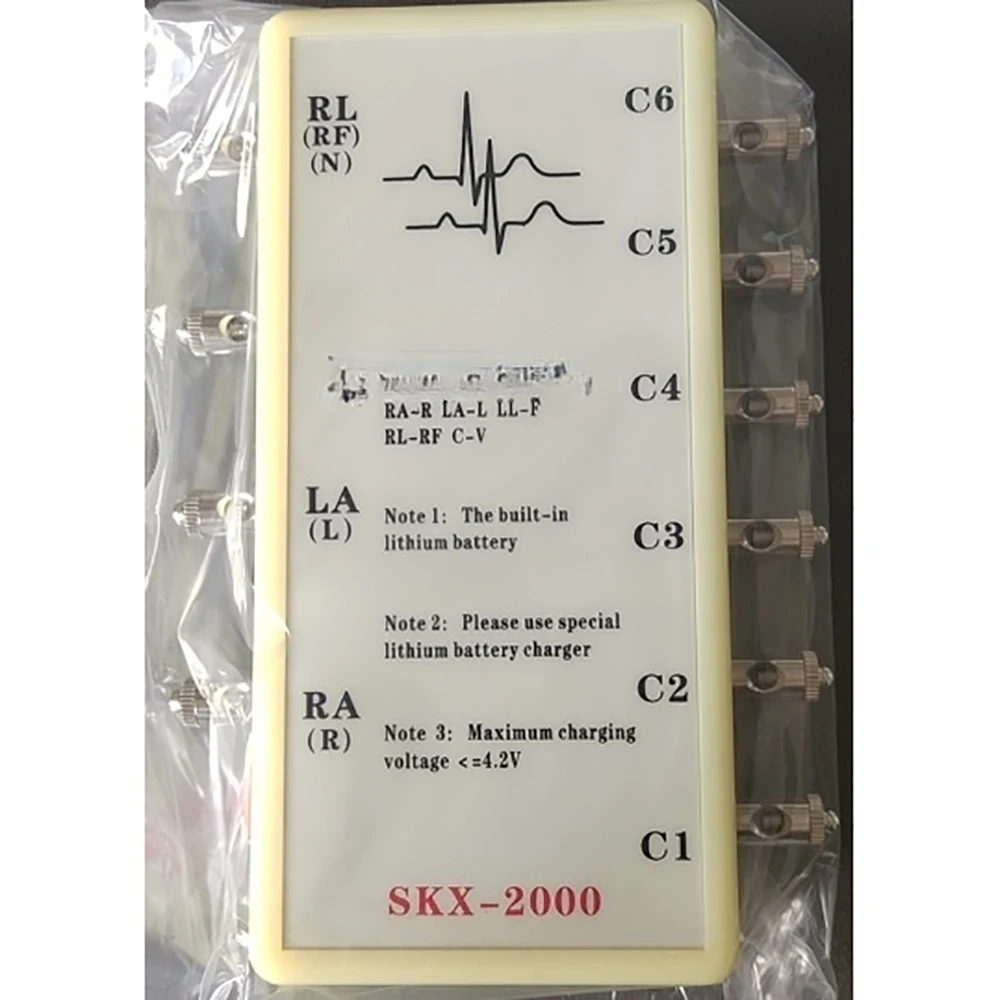 RL
(RF)
(N)
C6
C5
C4
RA-R LA-L LL-F
RL-RF C-V
LA
(L)
Note 1: The built-in
lithium battery
C3
Note 2: Please use special
lithium battery charger
C2
RA
(R)
Note 3: Maximum charging
voltage <=4.2V
C1
SKX-2000